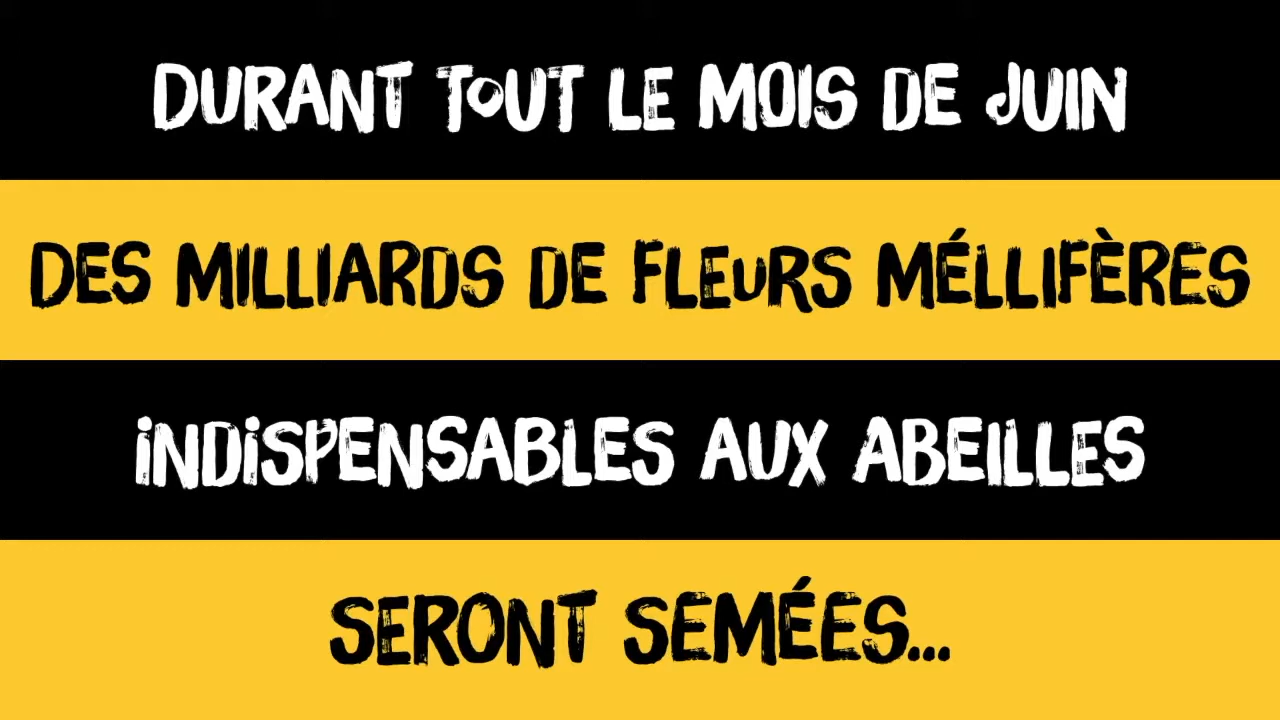 DURANT TOUT LE MOIS DE JUIN
DES MILLIARDS DE FLEURS MÉLLIFÈRES
INDISPENSABLES AUX ABEILLES
SERONT SEMÉES...